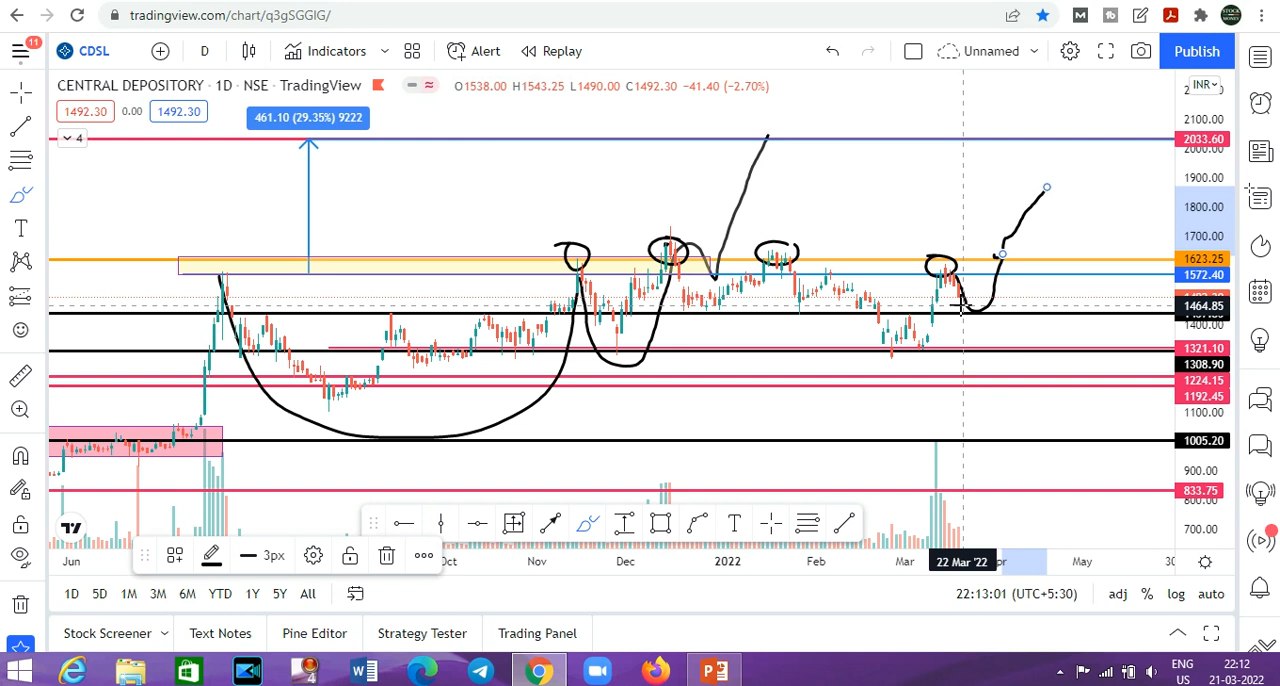 tradingview.com/chart/q3gSGGIG/
11
CDSL
D
Indicators
Alert
Replay
Unnamed
Publish
CENTRAL DEPOSITORY · 1D · NSE · TradingView
O1538.00 H1543.25 L1490.00 C1492.30 −41.40 (−2.70%)
INR
1492.30
0.00
1492.30
461.10 (29.35%) 9222
4
2100.00
2033.60
2000.00
1900.00
1800.00
1700.00
1623.25
1572.40
1464.85
1400.00
1321.10
1308.90
1224.15
1192.45
1100.00
1005.20
900.00
833.75
800.00
700.00
3px
Jun
Oct
Nov
Dec
2022
Feb
Mar
22 Mar '22
May
1D 5D 1M 3M 6M YTD 1Y 5Y All
22:13:01 (UTC+5:30)
adj % log auto
Stock Screener
Text Notes
Pine Editor
Strategy Tester
Trading Panel
ENG
US
22:12
21-03-2022